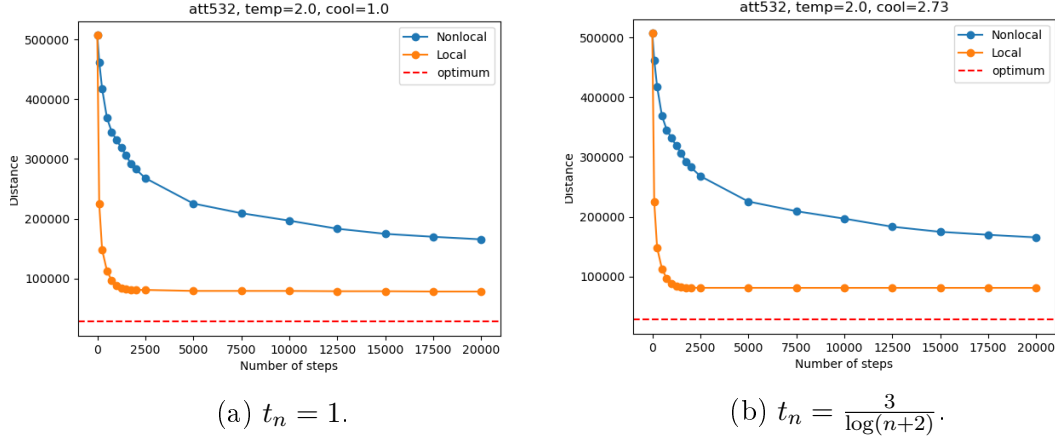 att532, temp=2.0, cool=1.0
500000
400000
300000
200000
100000
Distance
Nonlocal
Local
optimum
0 2500 5000 7500 10000 12500 15000 17500 20000
Number of steps
(a) t_n = 1.
att532, temp=2.0, cool=2.73
500000
400000
300000
200000
100000
Distance
Nonlocal
Local
optimum
0 2500 5000 7500 10000 12500 15000 17500 20000
Number of steps
(b) t_n = 3/log(n+2).